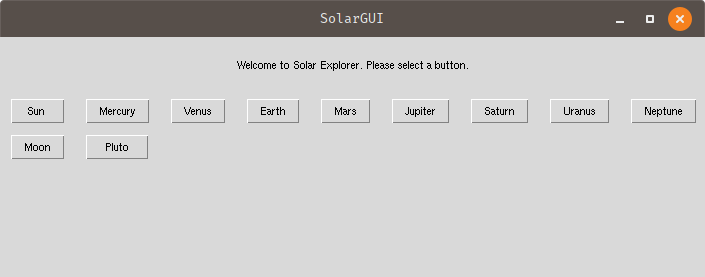 SolarGUI
Welcome to Solar Explorer. Please select a button.
Sun Mercury Venus Earth Mars Jupiter Saturn Uranus Neptune
Moon Pluto